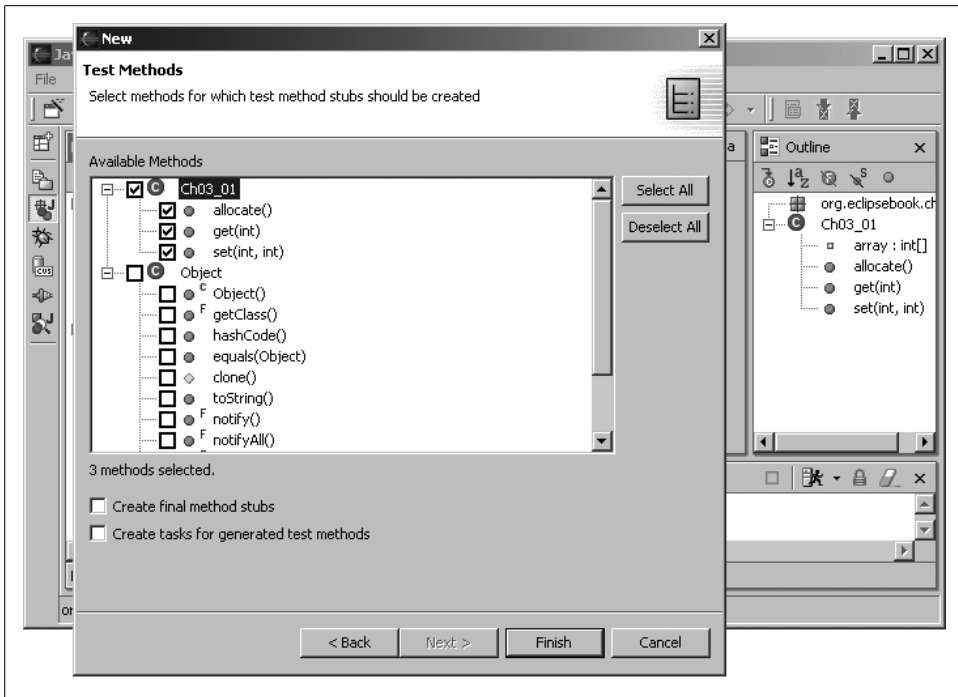 New
Ja
File
Test Methods
Select methods for which test method stubs should be created
Available Methods
Ch03_01
allocate()
get(int)
set(int, int)
Object
C Object()
F getClass()
hashCode()
equals(Object)
clone()
toString()
F notify()
F notifyAll()
Select All
Deselect All
3 methods selected.
Create final method stubs
Create tasks for generated test methods
< Back
Next >
Finish
Cancel
a
Outline
org.eclipsebook.ch
Ch03_01
array : int[]
allocate()
get(int)
set(int, int)
CVS
or